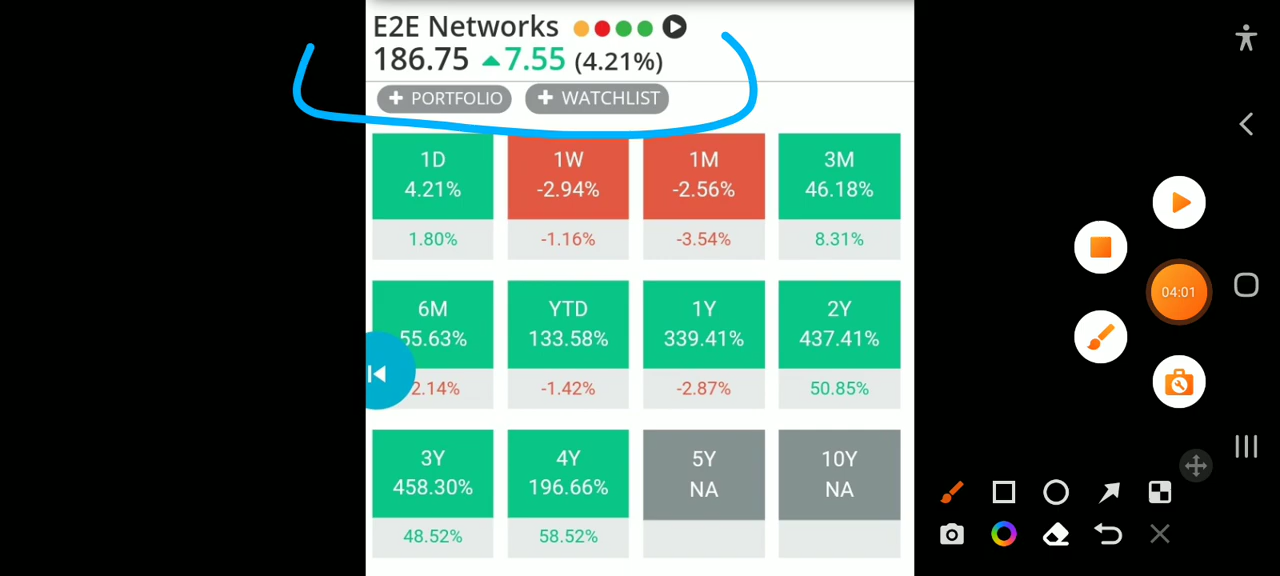 E2E Networks
186.75 ▲7.55 (4.21%)
+ PORTFOLIO + WATCHLIST
1D 1W 1M 3M
4.21% -2.94% -2.56% 46.18%
1.80% -1.16% -3.54% 8.31%
6M YTD 1Y 2Y
55.63% 133.58% 339.41% 437.41%
2.14% -1.42% -2.87% 50.85%
3Y 4Y 5Y 10Y
458.30% 196.66% NA NA
48.52% 58.52%
04:01